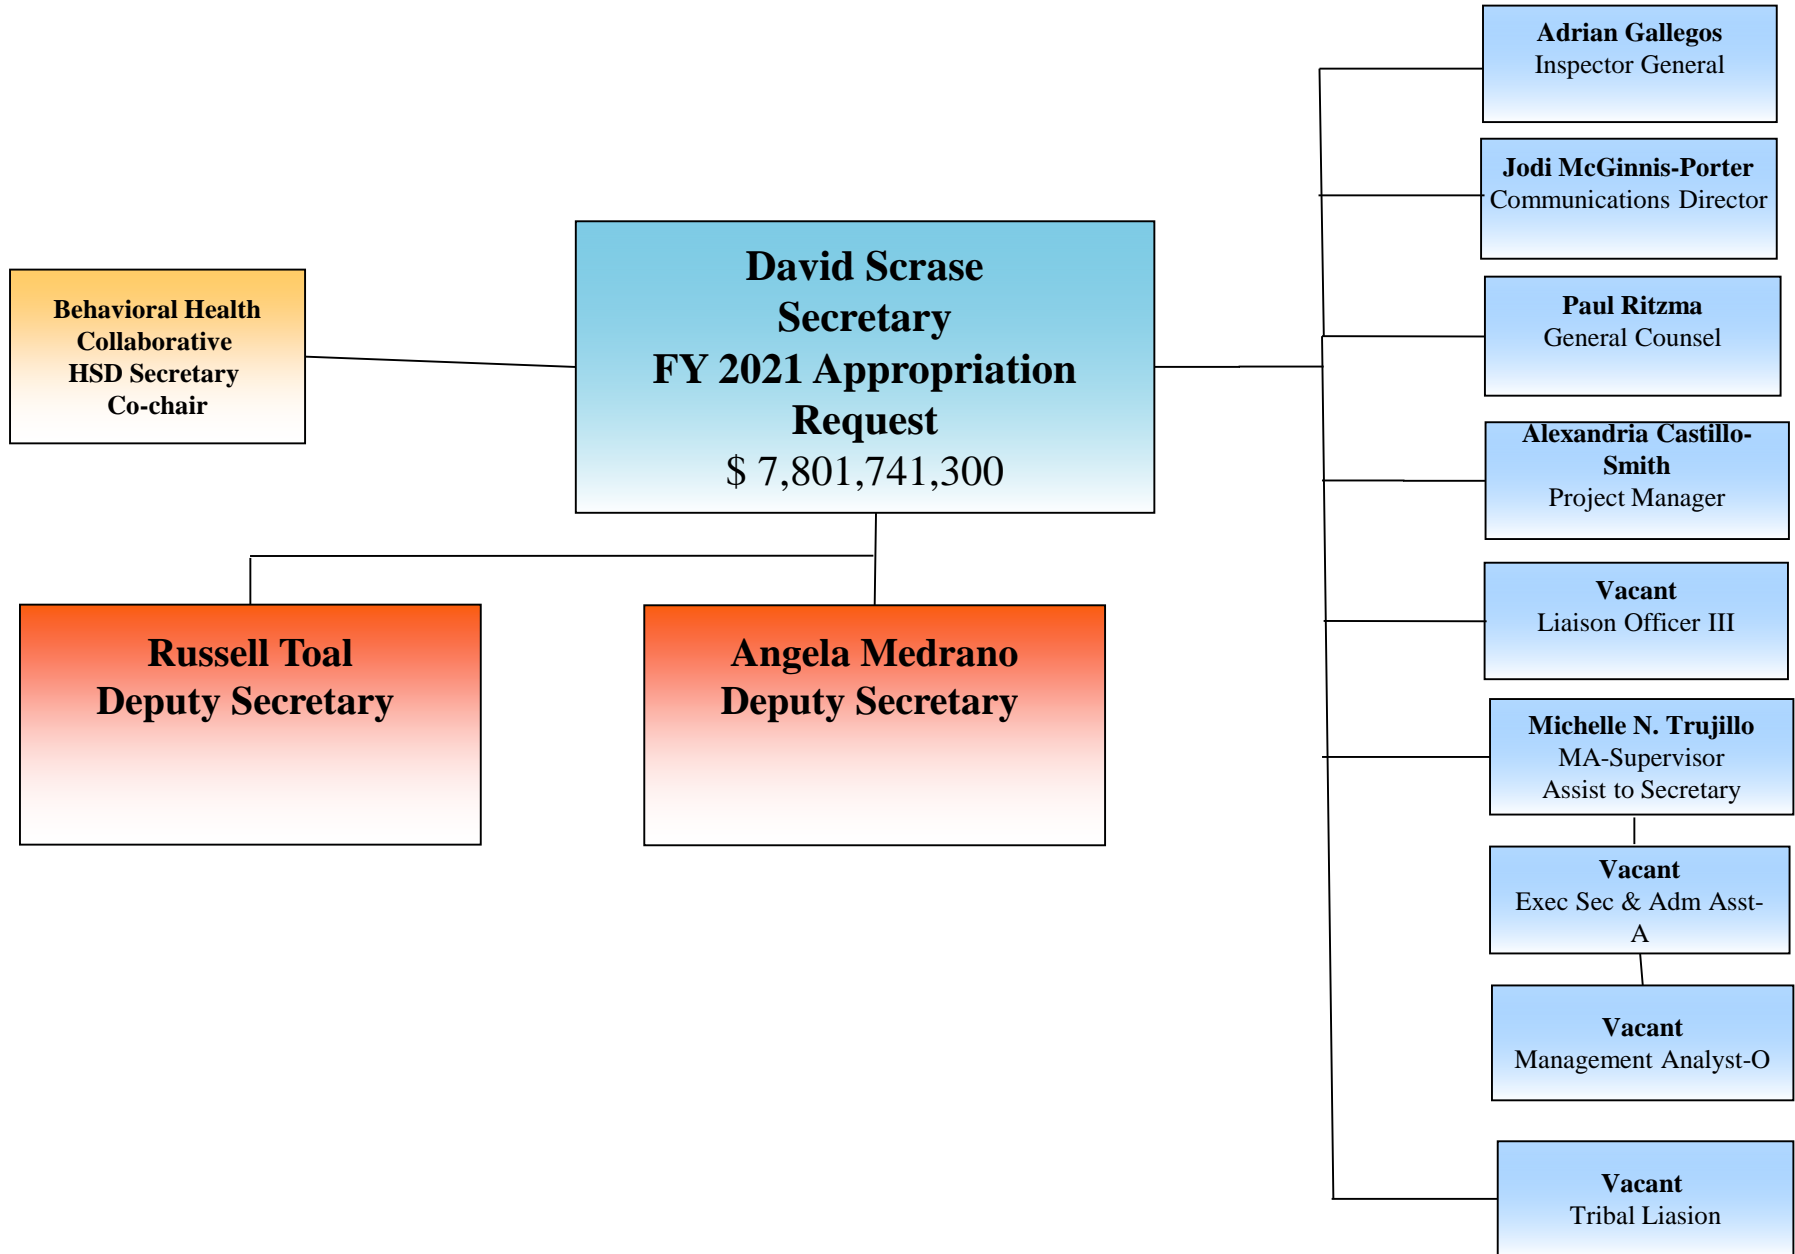 Behavioral Health
Collaborative
HSD Secretary
Co-chair
David Scrase
Secretary
FY 2021 Appropriation
Request
$ 7,801,741,300
Russell Toal
Deputy Secretary
Angela Medrano
Deputy Secretary
Adrian Gallegos
Inspector General
Jodi McGinnis-Porter
Communications Director
Paul Ritzma
General Counsel
Alexandria Castillo-
Smith
Project Manager
Vacant
Liaison Officer III
Michelle N. Trujillo
MA-Supervisor
Assist to Secretary
Vacant
Exec Sec & Adm Asst-
A
Vacant
Management Analyst-O
Vacant
Tribal Liasion